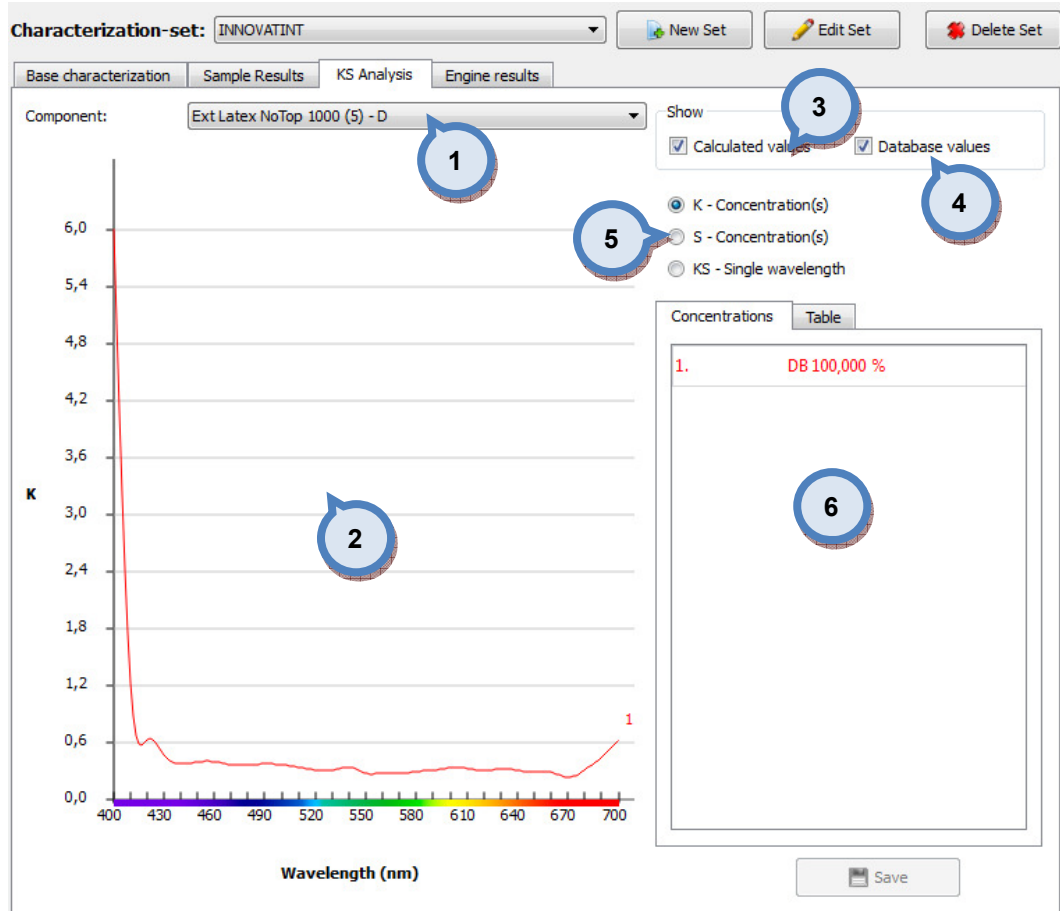 Characterization-set: INNOVATINT New Set Edit Set Delete Set
Base characterization Sample Results KS Analysis Engine results
Component: Ext Latex NoTop 1000 (5) - D
Show
3
Calculated values Database values
1
4
K - Concentration(s)
5
S - Concentration(s)
KS - Single wavelength
Concentrations Table
1. DB 100,000 %
6
2
K
6,0
5,4
4,8
4,2
3,6
3,0
2,4
1,8
1,2
0,6
0,0
1
400 430 460 490 520 550 580 610 640 670 700
Wavelength (nm)
Save